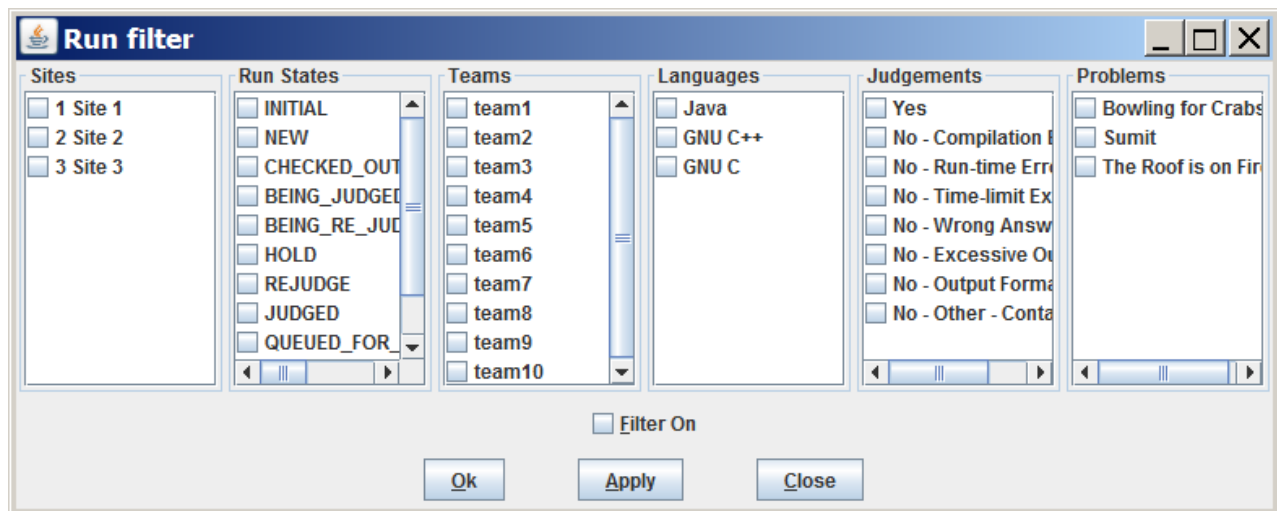 Run filter
Sites
1 Site 1
2 Site 2
3 Site 3
Run States
INITIAL
NEW
CHECKED_OUT
BEING_JUDGED
BEING_RE_JUD
HOLD
REJUDGE
JUDGED
QUEUED_FOR_
Teams
team1
team2
team3
team4
team5
team6
team7
team8
team9
team10
Languages
Java
GNU C++
GNU C
Judgements
Yes
No - Compilation
No - Run-time Erro
No - Time-limit Ex
No - Wrong Answ
No - Excessive Ou
No - Output Forma
No - Other - Conta
Problems
Bowling for Crabs
Sumit
The Roof is on Fir
Filter On
Ok
Apply
Close